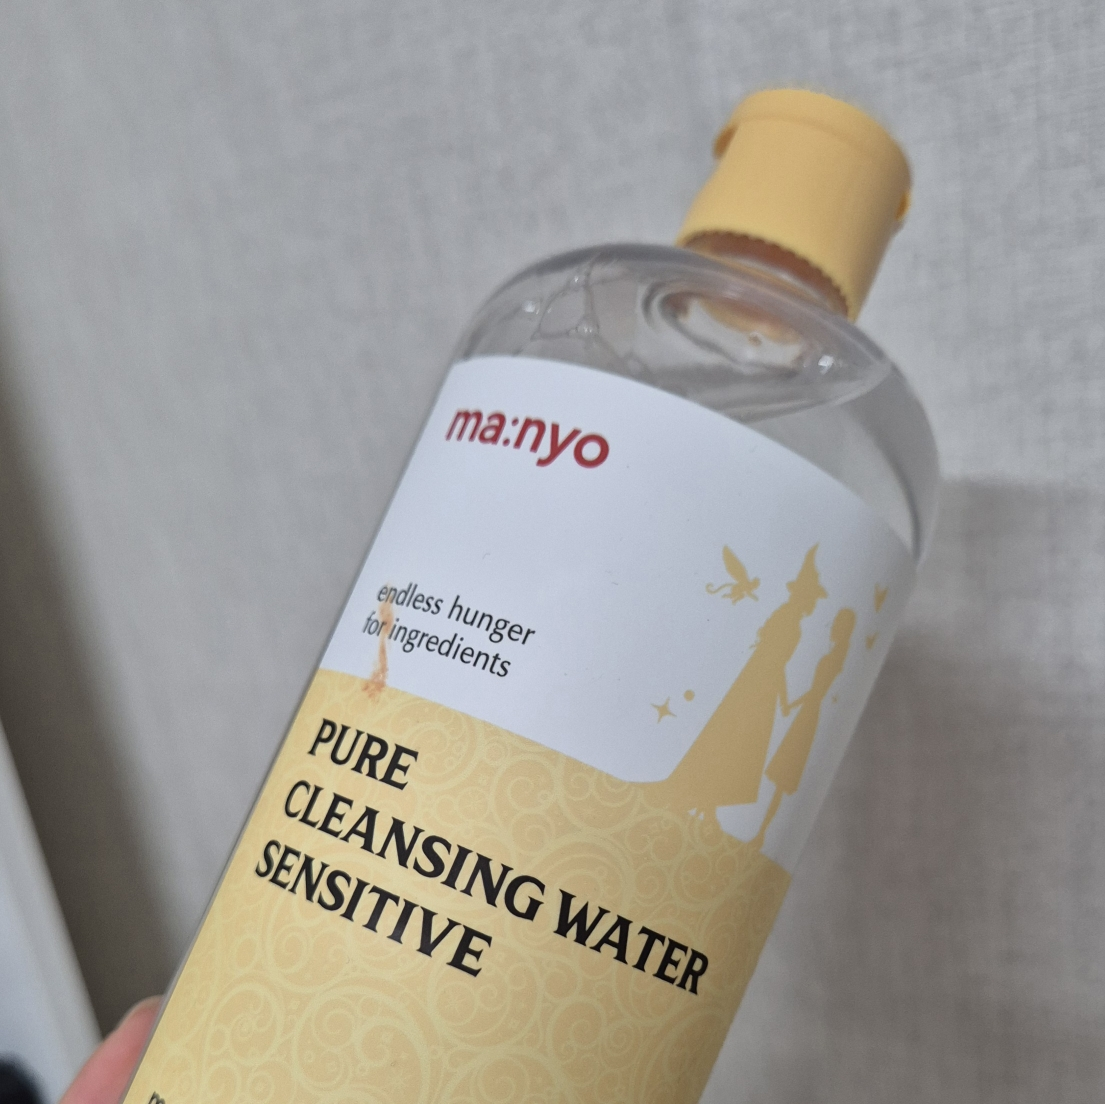 ma:nyo
endless hunger
for ingredients
PURE
CLEANSING WATER
SENSITIVE